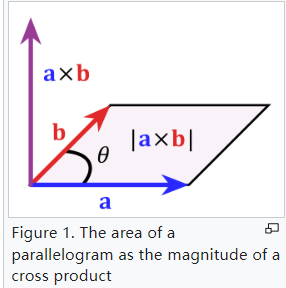 a×b
b
θ
|a×b|
a
Figure 1. The area of a
parallelogram as the magnitude of a
cross product